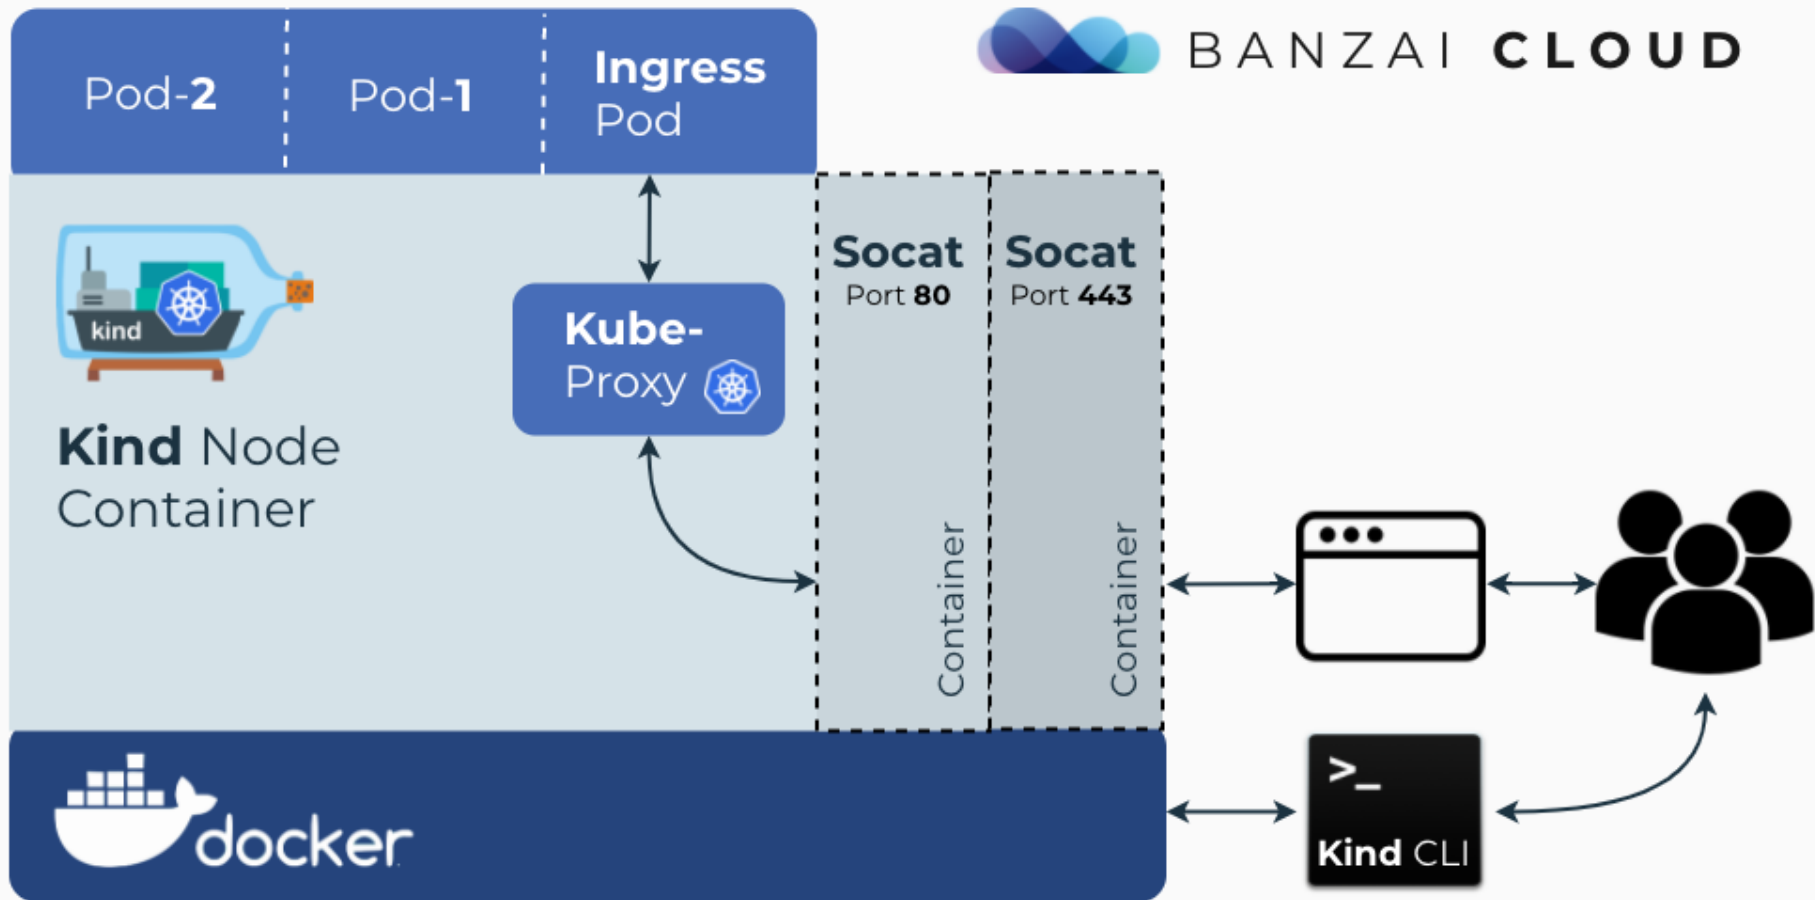 BANZAI CLOUD
Pod-2
Pod-1
Ingress
Pod
kind
Kind Node
Container
Kube-
Proxy
Socat
Port 80
Container
Socat
Port 443
Container
docker
>_
Kind CLI